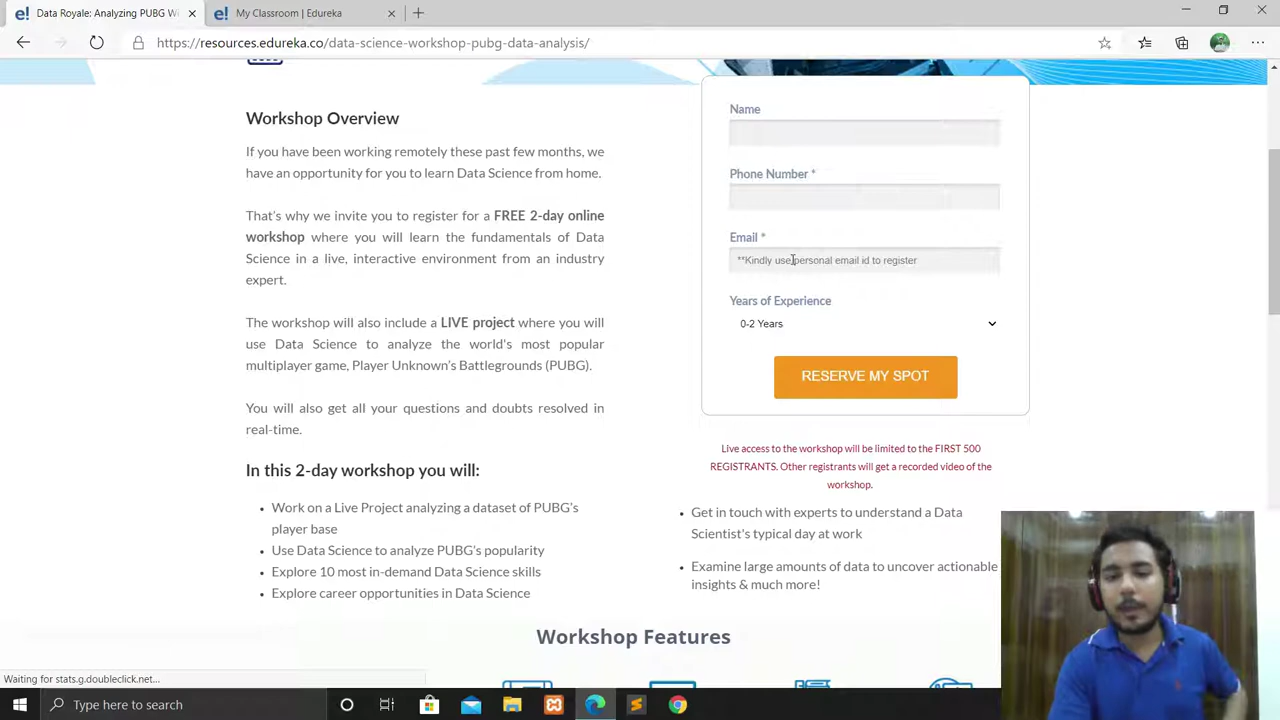 Data Royale: Analyzing PUBG Wi
My Classroom | Edureka
https://resources.edureka.co/data-science-workshop-pubg-data-analysis/
Workshop Overview
If you have been working remotely these past few months, we
have an opportunity for you to learn Data Science from home.
That's why we invite you to register for a FREE 2-day online
workshop where you will learn the fundamentals of Data
Science in a live, interactive environment from an industry
expert.
The workshop will also include a LIVE project where you will
use Data Science to analyze the world's most popular
multiplayer game, Player Unknown's Battlegrounds (PUBG).
You will also get all your questions and doubts resolved in
real-time.
In this 2-day workshop you will:
• Work on a Live Project analyzing a dataset of PUBG's
player base
• Use Data Science to analyze PUBG's popularity
• Explore 10 most in-demand Data Science skills
• Explore career opportunities in Data Science
Name
Phone Number *
Email *
**Kindly use personal email id to register
Years of Experience
0-2 Years
RESERVE MY SPOT
Live access to the workshop will be limited to the FIRST 500
REGISTRANTS. Other registrants will get a recorded video of the
workshop.
• Get in touch with experts to understand a Data
Scientist's typical day at work
• Examine large amounts of data to uncover actionable
insights & much more!
Workshop Features
Waiting for stats.g.doubleclick.net...
Type here to search